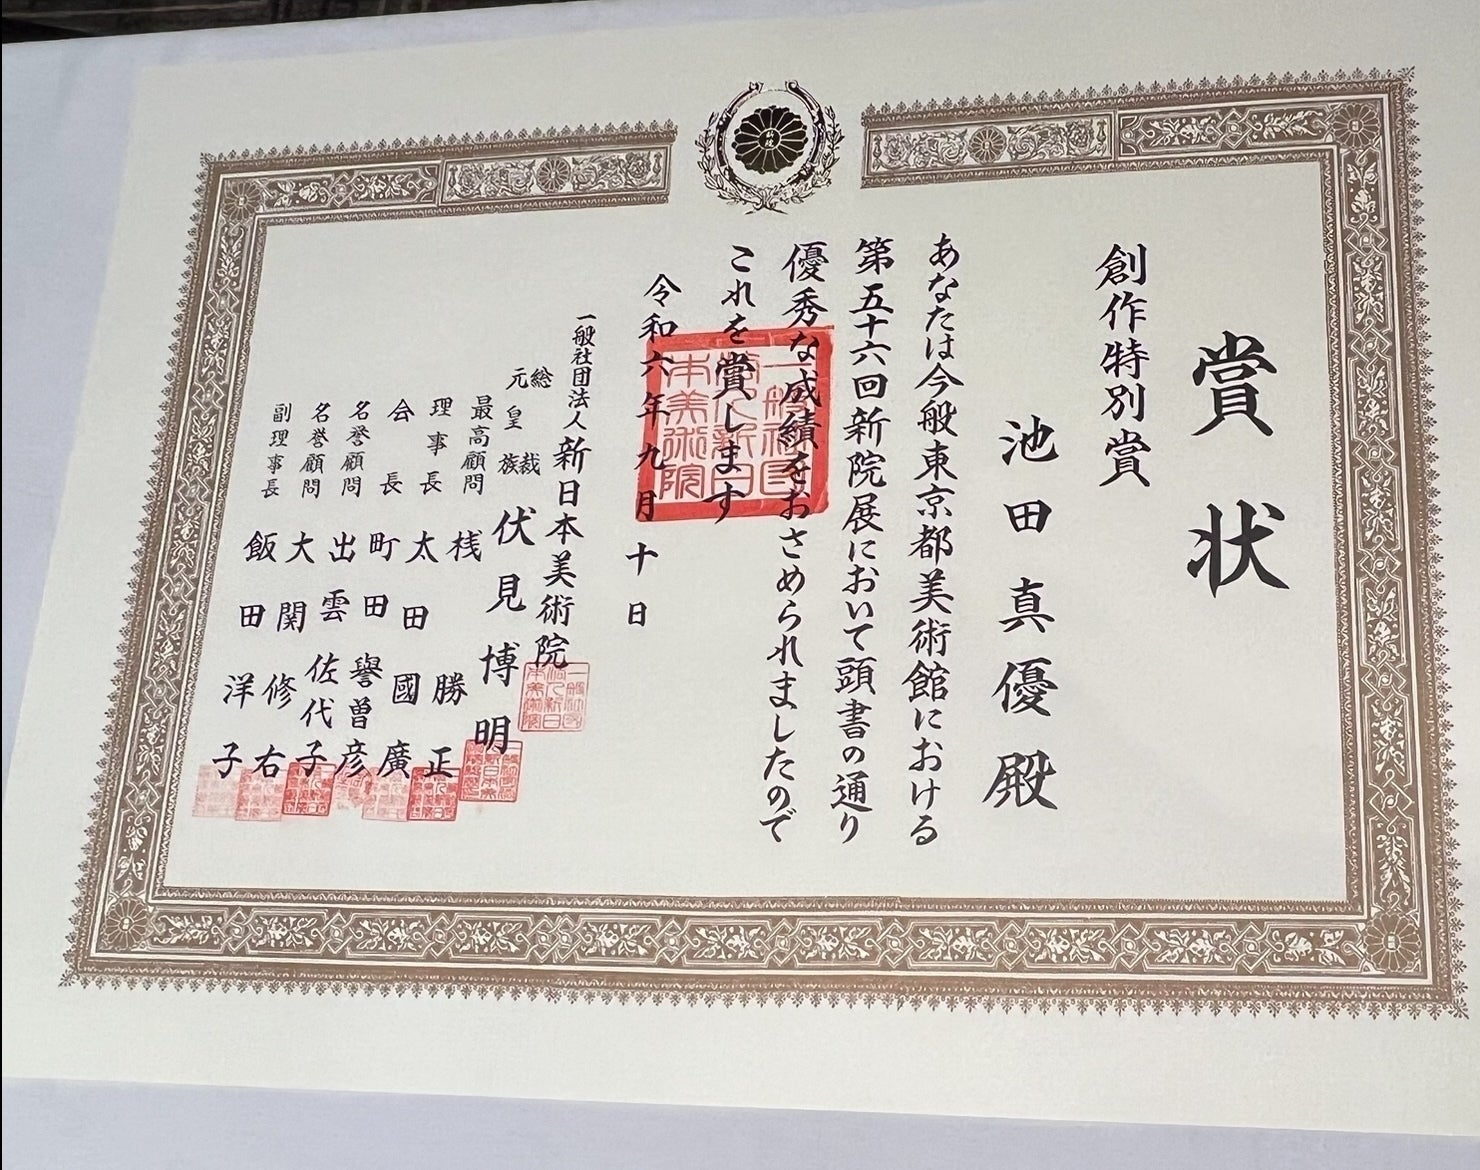 賞状
創作特別賞
池田真優殿
あなたは今般東京都美術館における
第五十六回新院展において頭書の通り
優秀な成績をおさめられましたので
これを賞します
令和六年九月十日
一般社団法人新日本美術院
総裁
元皇族
伏見博明
最高顧問 桟勝正
理事長 太田國廣
会長 町田譽曽彦
名誉顧問 出雲佐代子
名誉顧問 大関修右
副理事長 飯田洋子